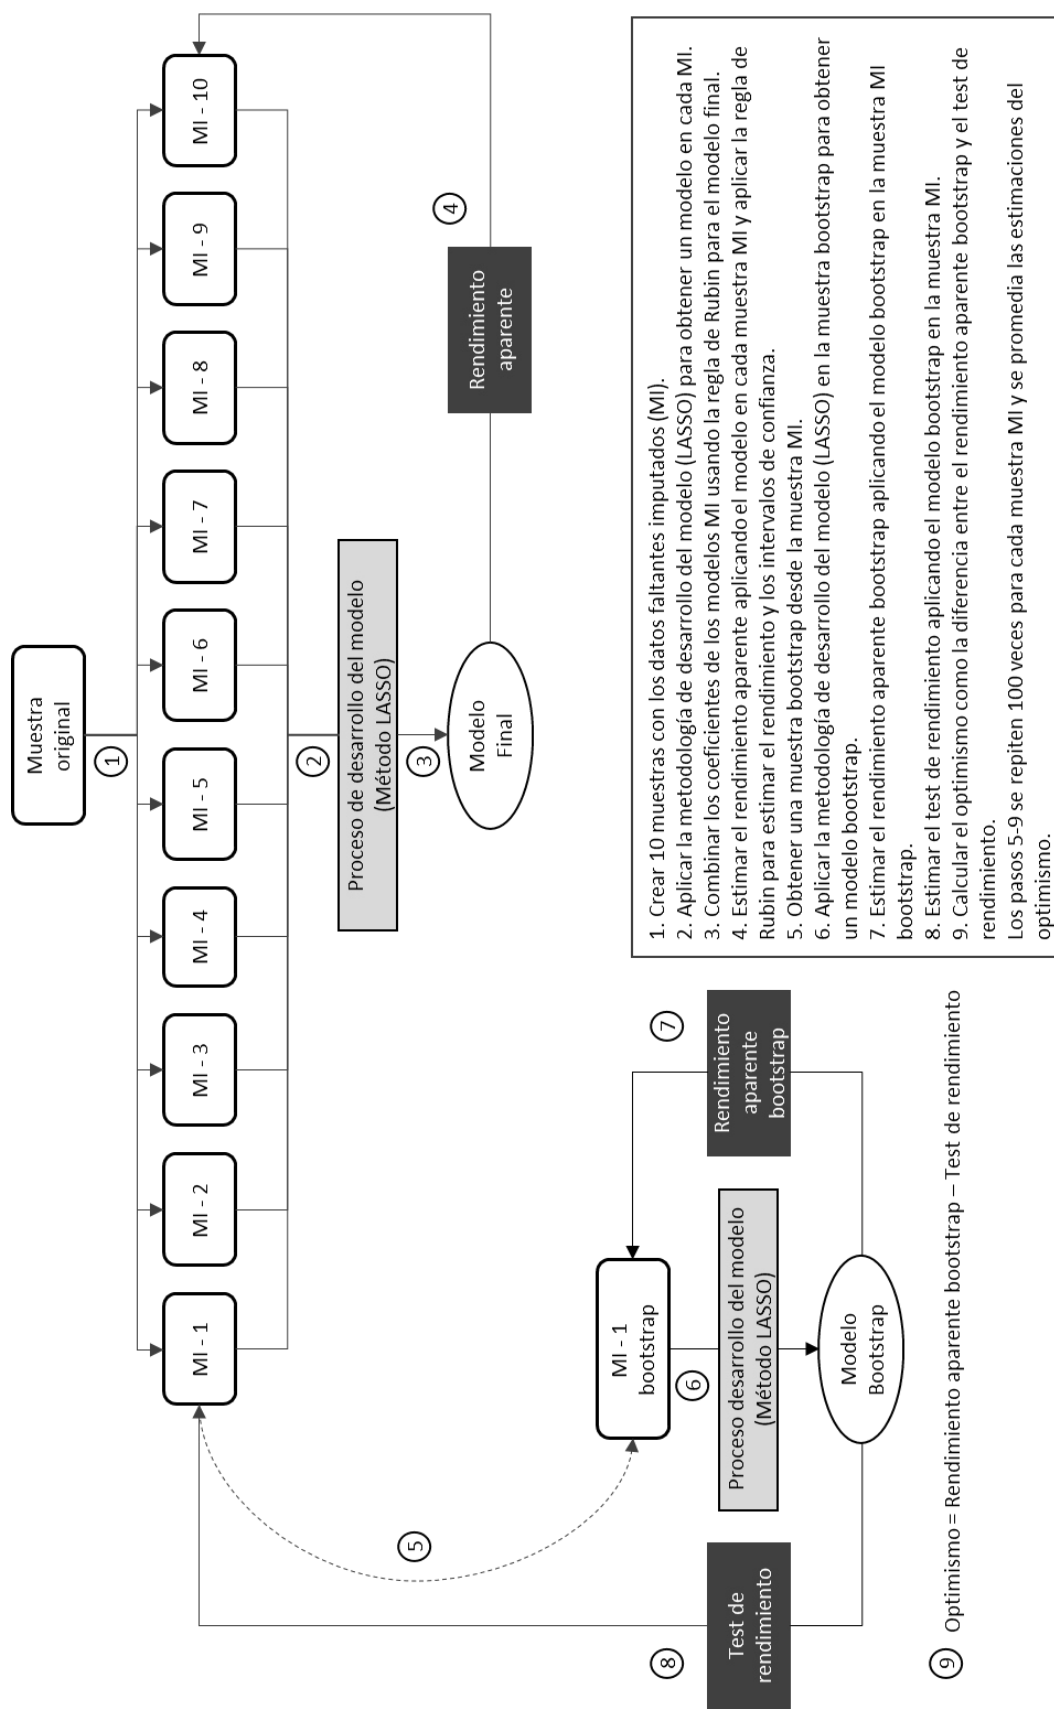 Muestra
original
1
MI - 1
MI - 2
MI - 3
MI - 4
MI - 5
MI - 6
MI - 7
MI - 8
MI - 9
MI - 10
2
Proceso de desarrollo del modelo
(Método LASSO)
3
Modelo
Final
4
Rendimiento
aparente
5
MI - 1
bootstrap
6
Proceso desarrollo del modelo
(Método LASSO)
Modelo
Bootstrap
7
Rendimiento
aparente
bootstrap
8
Test de
rendimiento
9
Optimismo = Rendimiento aparente bootstrap – Test de rendimiento
1. Crear 10 muestras con los datos faltantes imputados (MI).
2. Aplicar la metodología de desarrollo del modelo (LASSO) para obtener un modelo en cada MI.
3. Combinar los coeficientes de los modelos MI usando la regla de Rubin para el modelo final.
4. Estimar el rendimiento aparente aplicando el modelo en cada muestra MI y aplicar la regla de
Rubin para estimar el rendimiento y los intervalos de confianza.
5. Obtener una muestra bootstrap desde la muestra MI.
6. Aplicar la metodología de desarrollo del modelo (LASSO) en la muestra bootstrap para obtener
un modelo bootstrap.
7. Estimar el rendimiento aparente bootstrap aplicando el modelo bootstrap en la muestra MI
bootstrap.
8. Estimar el test de rendimiento aplicando el modelo bootstrap en la muestra MI.
9. Calcular el optimismo como la diferencia entre el rendimiento aparente bootstrap y el test de
rendimiento.
Los pasos 5-9 se repiten 100 veces para cada muestra MI y se promedia las estimaciones del
optimismo.